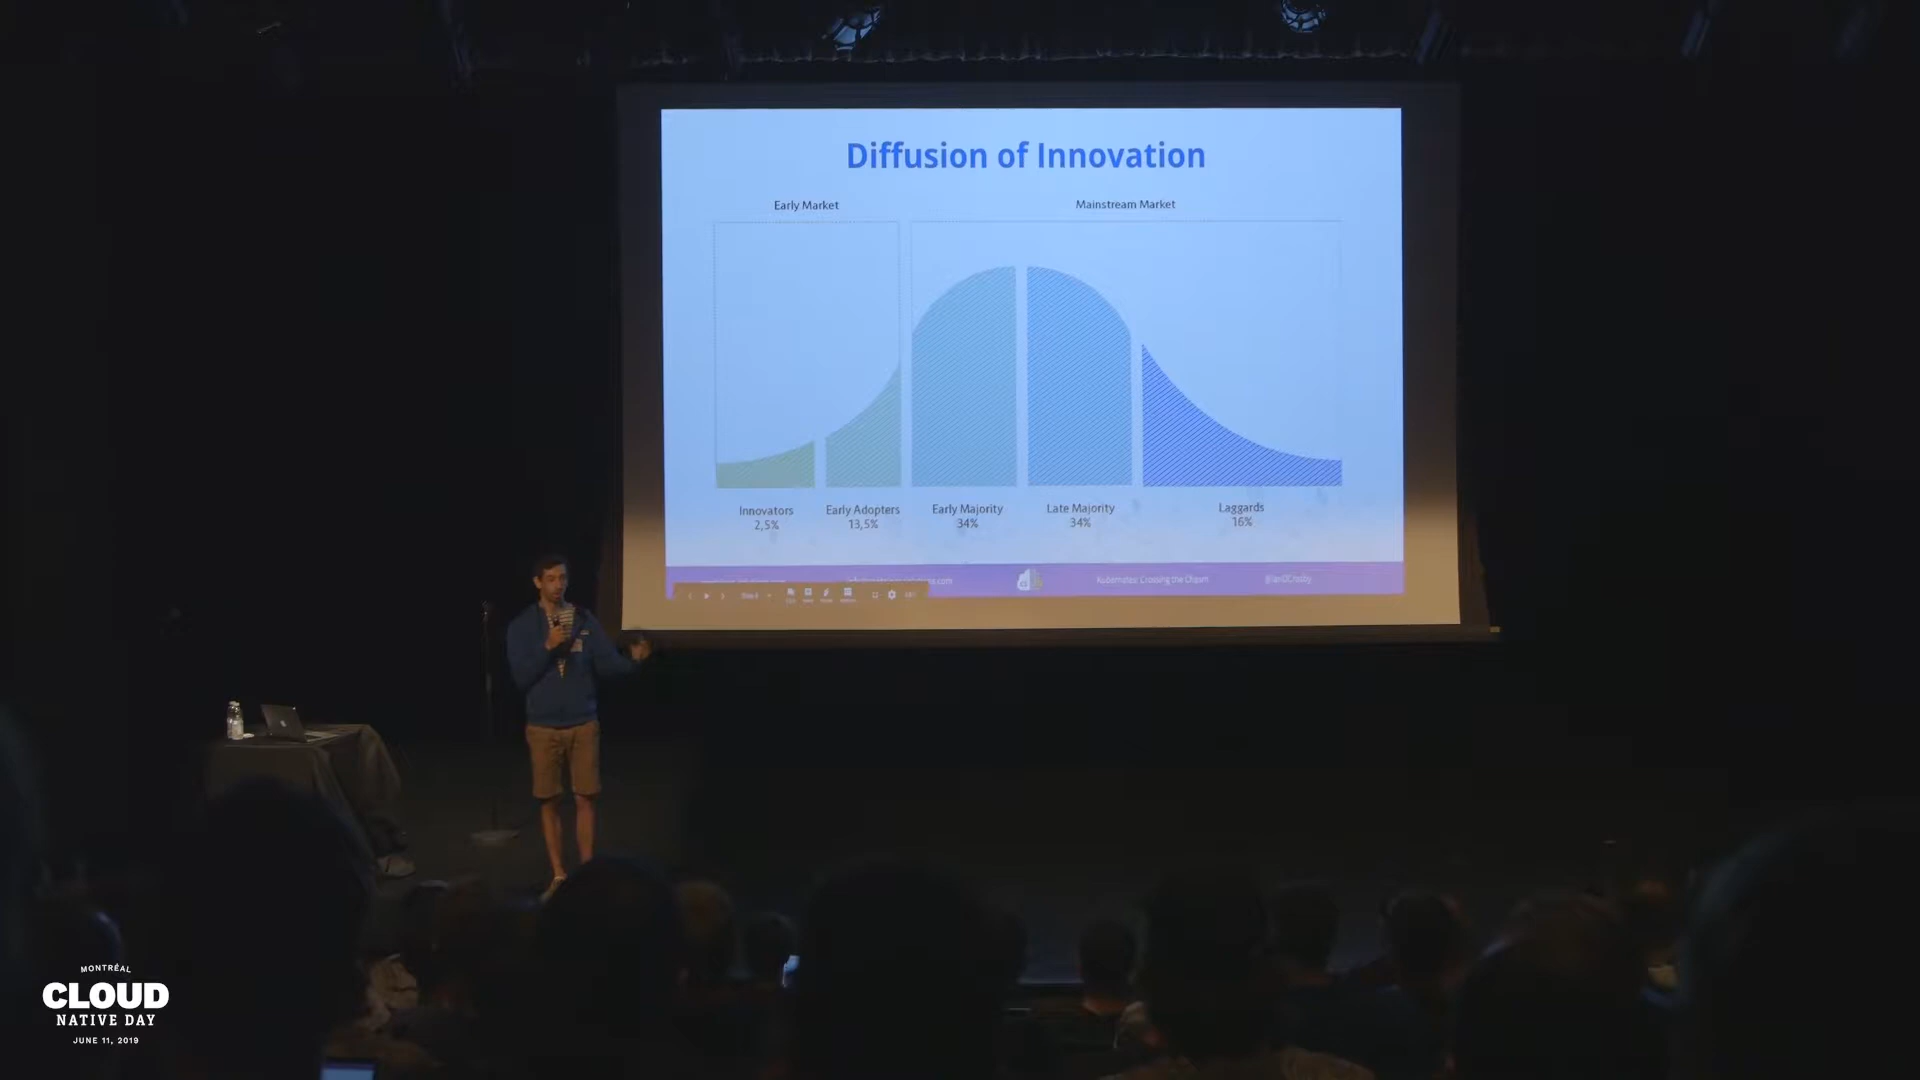 Diffusion of Innovation
Early Market
Mainstream Market
Innovators
2,5%
Early Adopters
13,5%
Early Majority
34%
Late Majority
34%
Laggards
16%
Kubernetes: Crossing the Chasm
@IanDCrosby
MONTRÉAL
CLOUD
NATIVE DAY
JUNE 11, 2019